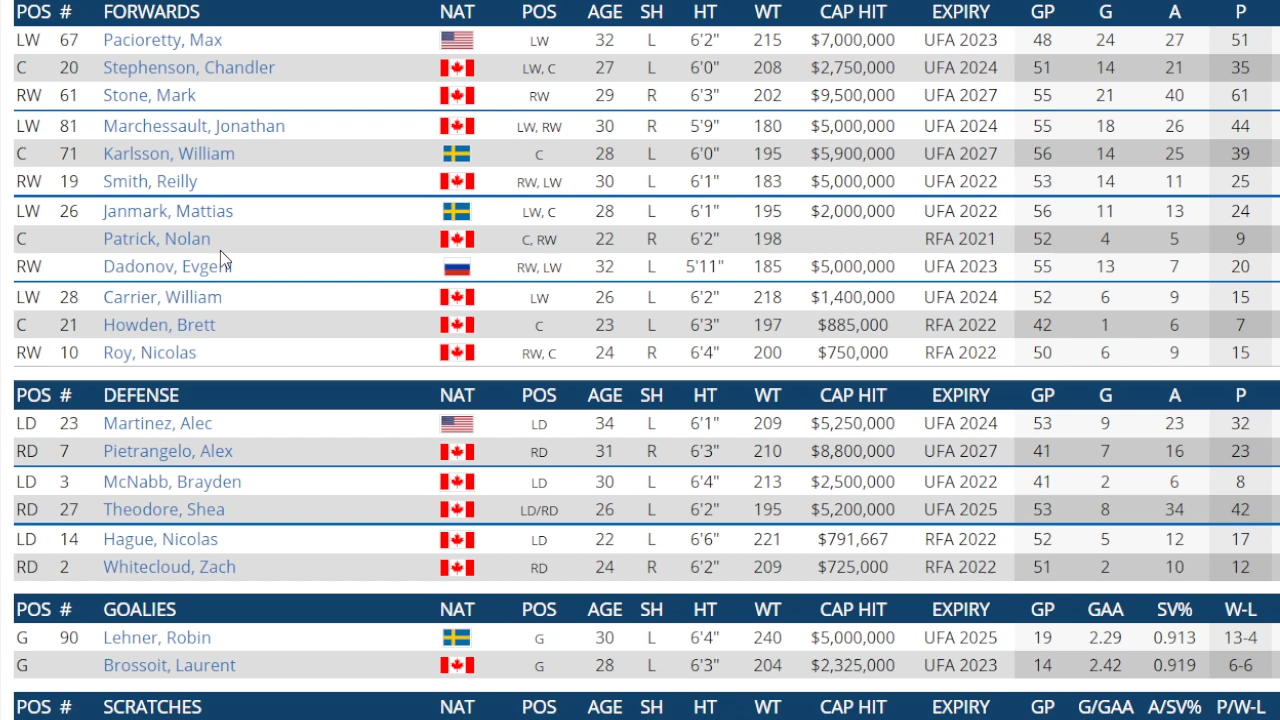 POS # FORWARDS NAT POS AGE SH HT WT CAP HIT EXPIRY GP G A P
LW 67 Pacioretty, Max LW 32 L 6'2" 215 $7,000,000 UFA 2023 48 24 27 51
C 20 Stephenson, Chandler LW, C 27 L 6'0" 208 $2,750,000 UFA 2024 51 14 21 35
RW 61 Stone, Mark RW 29 R 6'3" 202 $9,500,000 UFA 2027 55 21 40 61
LW 81 Marchessault, Jonathan LW, RW 30 R 5'9" 180 $5,000,000 UFA 2024 55 18 26 44
C 71 Karlsson, William C 28 L 6'0" 195 $5,900,000 UFA 2027 56 14 25 39
RW 19 Smith, Reilly RW, LW 30 L 6'1" 183 $5,000,000 UFA 2022 53 14 11 25
LW 26 Janmark, Mattias LW, C 28 L 6'1" 195 $2,000,000 UFA 2022 56 11 13 24
C Patrick, Nolan C, RW 22 R 6'2" 198 RFA 2021 52 4 5 9
RW Dadonov, Evgeni RW, LW 32 L 5'11" 185 $5,000,000 UFA 2023 55 13 7 20
LW 28 Carrier, William LW 26 L 6'2" 218 $1,400,000 UFA 2024 52 6 9 15
C 21 Howden, Brett C 23 L 6'3" 197 $885,000 RFA 2022 42 1 6 7
RW 10 Roy, Nicolas RW, C 24 R 6'4" 200 $750,000 RFA 2022 50 6 9 15
POS # DEFENSE NAT POS AGE SH HT WT CAP HIT EXPIRY GP G A P
LD 23 Martinez, Alec LD 34 L 6'1" 209 $5,250,000 UFA 2024 53 9 23 32
RD 7 Pietrangelo, Alex RD 31 R 6'3" 210 $8,800,000 UFA 2027 41 7 16 23
LD 3 McNabb, Brayden LD 30 L 6'4" 213 $2,500,000 UFA 2022 41 2 6 8
RD 27 Theodore, Shea LD/RD 26 L 6'2" 195 $5,200,000 UFA 2025 53 8 34 42
LD 14 Hague, Nicolas LD 22 L 6'6" 221 $791,667 RFA 2022 52 5 12 17
RD 2 Whitecloud, Zach RD 24 R 6'2" 209 $725,000 RFA 2022 51 2 10 12
POS # GOALIES NAT POS AGE SH HT WT CAP HIT EXPIRY GP GAA SV% W-L
G 90 Lehner, Robin G 30 L 6'4" 240 $5,000,000 UFA 2025 19 2.29 0.913 13-4
G Brossoit, Laurent G 28 L 6'3" 204 $2,325,000 UFA 2023 14 2.42 0.919 6-6
POS # SCRATCHES NAT POS AGE SH HT WT CAP HIT EXPIRY GP G/GAA A/SV% P/W-L